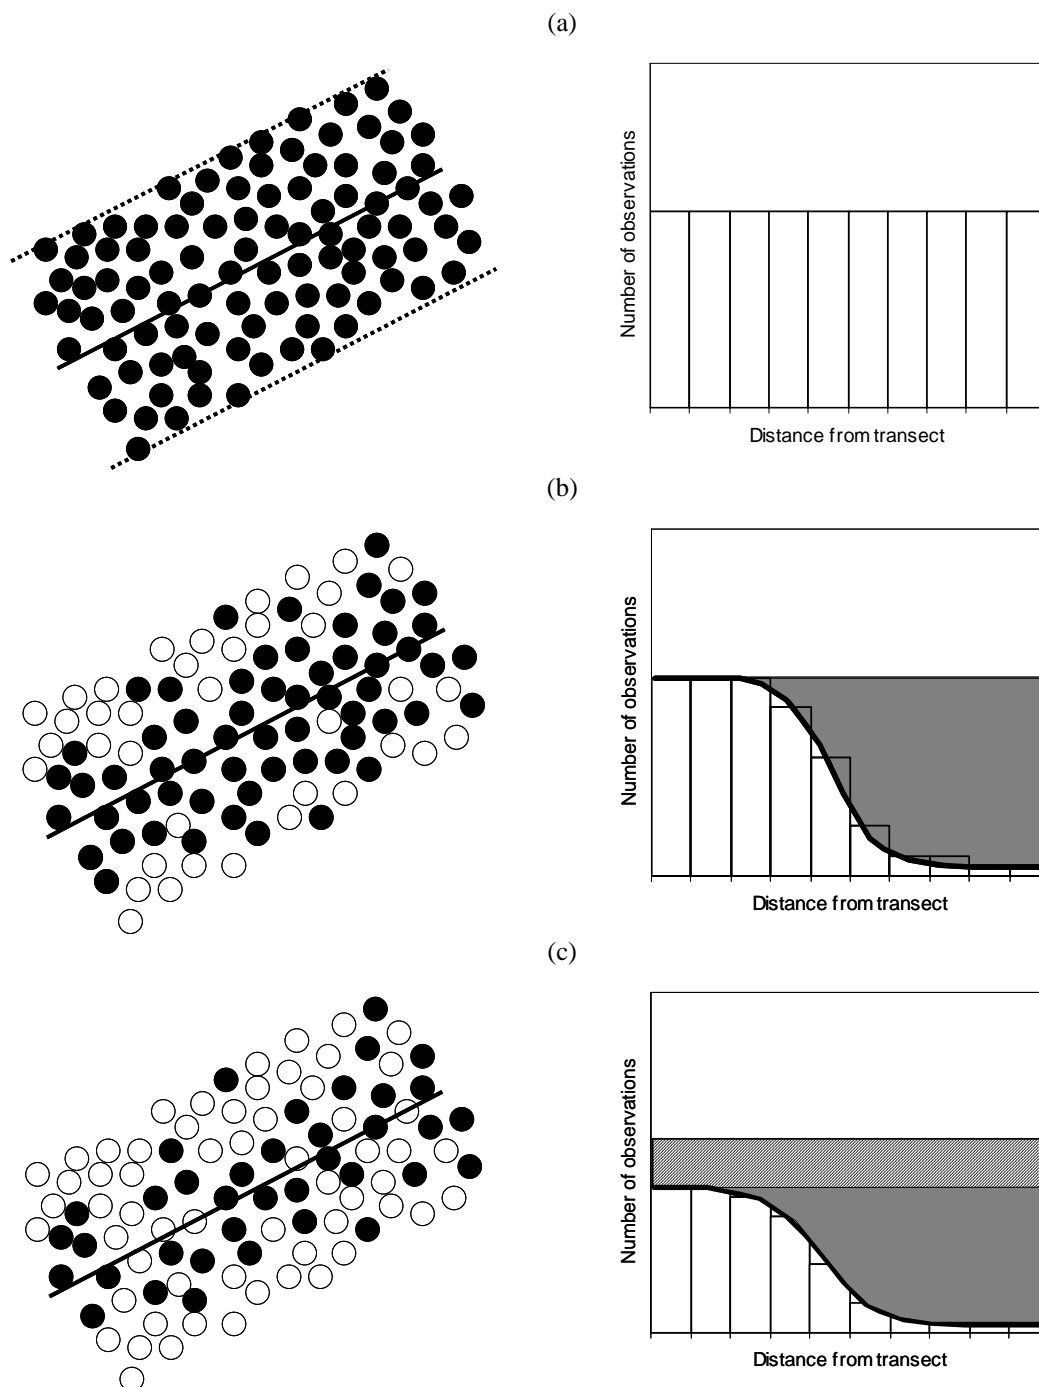 (a)
Number of observations
Distance from transect
(b)
Number of observations
Distance from transect
(c)
Number of observations
Distance from transect